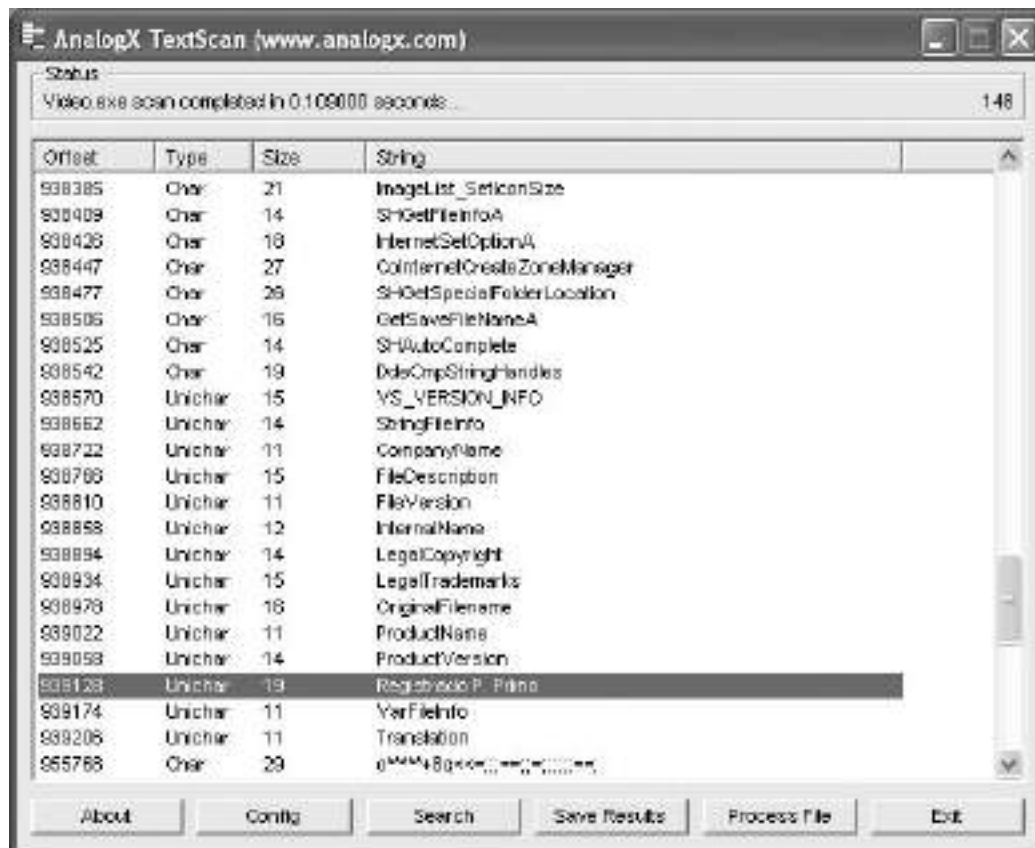 AnalogX TextScan (www.analogx.com)
Status
Video.exe scan completed in 0.109000 seconds... 148
Offset Type Size String
938385 Char 21 ImageList_SetIconSize
938409 Char 14 SHGetFileInfoA
938426 Char 18 InternetSetOptionA
938447 Char 27 CoInternetCreateZoneManager
938477 Char 26 SHGetSpecialFolderLocation
938506 Char 16 GetSaveFileNameA
938525 Char 14 SHAutoComplete
938542 Char 19 DdeCmpStringHandles
938570 Unichar 15 VS_VERSION_INFO
938662 Unichar 14 StringFileInfo
938722 Unichar 11 CompanyName
938766 Unichar 15 FileDescription
938810 Unichar 11 FileVersion
938858 Unichar 12 InternalName
938894 Unichar 14 LegalCopyright
938934 Unichar 15 LegalTrademarks
938978 Unichar 16 OriginalFilename
939022 Unichar 11 ProductName
939058 Unichar 14 ProductVersion
939128 Unichar 19 Registrado P.
939174 Unichar 11 VarFileInfo
939206 Unichar 11 Translation
955768 Char 29
About Config Search Save Results Process File Exit